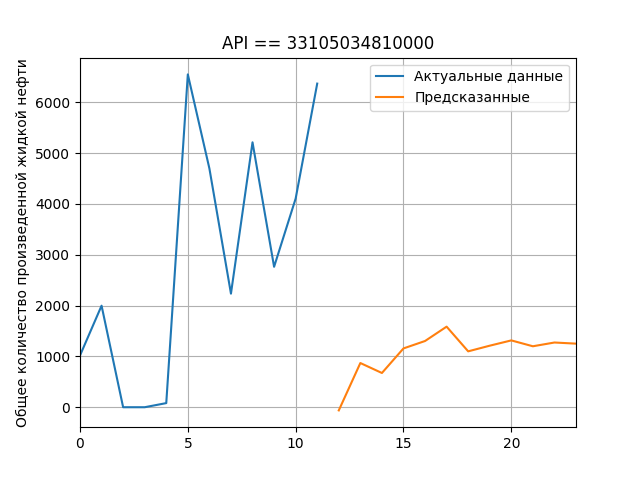 API == 33105034810000
Общее количество произведенной жидкой нефти
Актуальные данные
Предсказанные
6000
5000
4000
3000
2000
1000
0
0 5 10 15 20